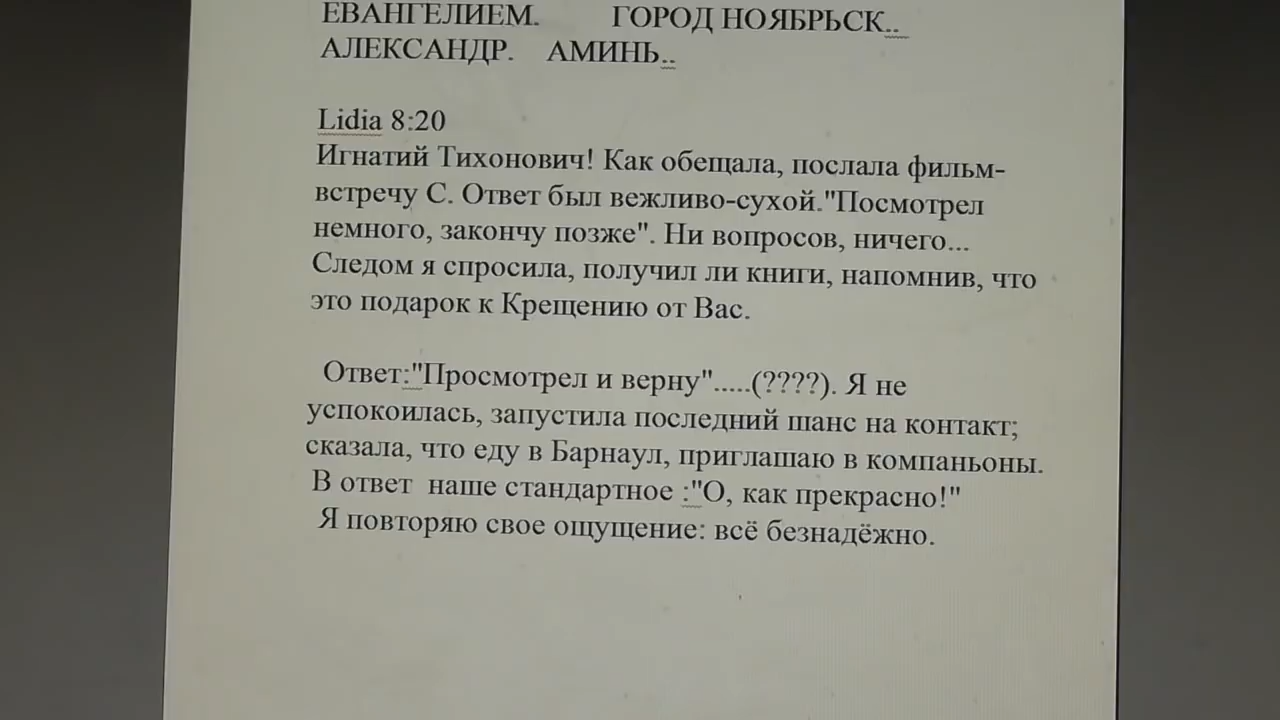 ЕВАНГЕЛИЕМ. ГОРОД НОЯБРЬСК..
АЛЕКСАНДР. АМИНЬ..
Lidia 8:20
Игнатий Тихонович! Как обещала, послала фильм-
встречу С. Ответ был вежливо-сухой."Посмотрел
немного, закончу позже". Ни вопросов, ничего...
Следом я спросила, получил ли книги, напомнив, что
это подарок к Крещению от Вас.
Ответ:"Просмотрел и верну".....(????). Я не
успокоилась, запустила последний шанс на контакт;
сказала, что еду в Барнаул, приглашаю в компаньоны.
В ответ наше стандартное :"О, как прекрасно!"
Я повторяю свое ощущение: всё безнадёжно.